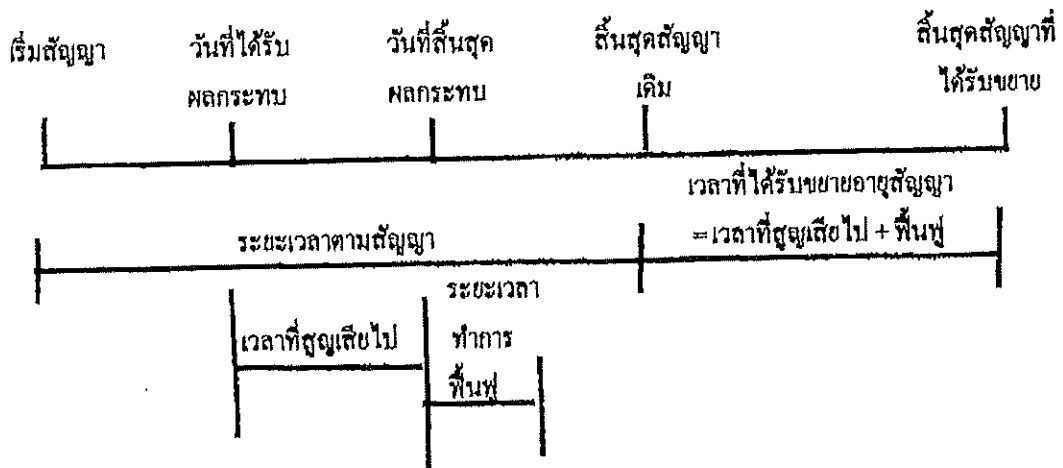 เริ่มสัญญา
วันที่ได้รับ
ผลกระทบ
วันที่สิ้นสุด
ผลกระทบ
สิ้นสุดสัญญา
เดิม
สิ้นสุดสัญญาที่
ได้รับขยาย
เวลาที่ได้รับขยายอายุสัญญา
=เวลาที่สูญเสียไป + ฟื้นฟู
ระยะเวลาตามสัญญา
เวลาที่สูญเสียไป
ระยะเวลา
ทำการ
ฟื้นฟู